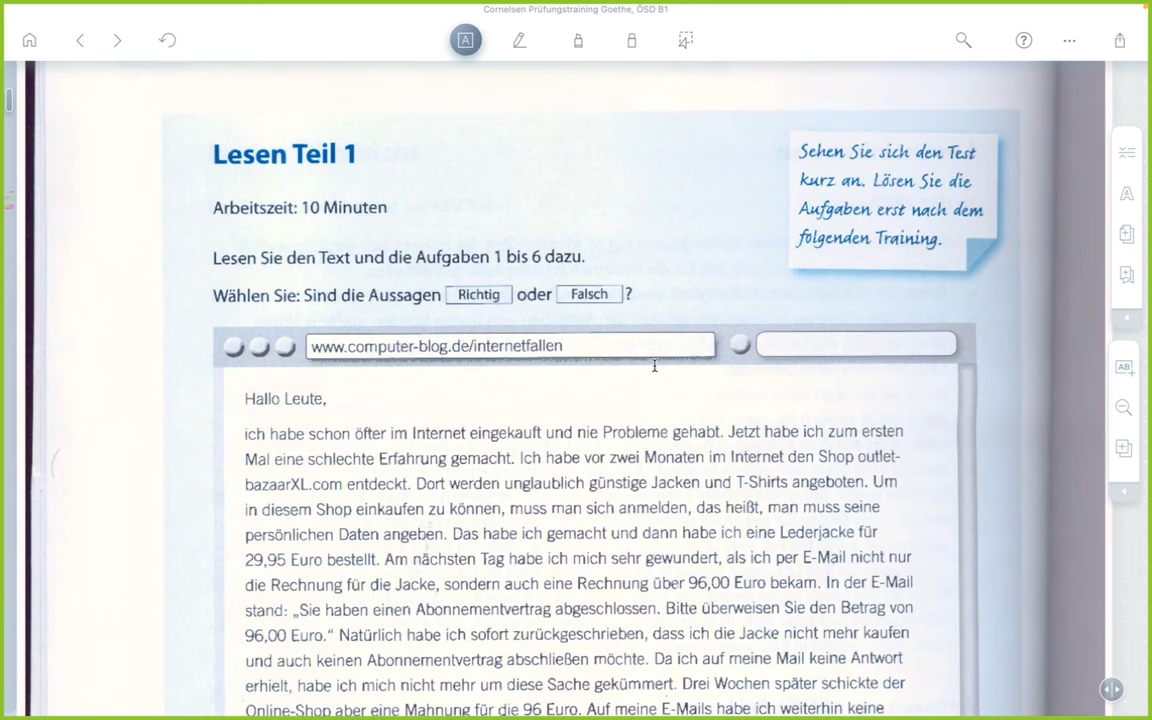 Cornelsen Prüfungstraining Goethe, ÖSD B1
A
Lesen Teil 1
Arbeitszeit: 10 Minuten
Lesen Sie den Text und die Aufgaben 1 bis 6 dazu.
Wählen Sie: Sind die Aussagen Richtig oder Falsch ?
Sehen Sie sich den Test
kurz an. Lösen Sie die
Aufgaben erst nach dem
folgenden Training.
www.computer-blog.de/internetfallen
Hallo Leute,
ich habe schon öfter im Internet eingekauft und nie Probleme gehabt. Jetzt habe ich zum ersten
Mal eine schlechte Erfahrung gemacht. Ich habe vor zwei Monaten im Internet den Shop outlet-
bazaarXL.com entdeckt. Dort werden unglaublich günstige Jacken und T-Shirts angeboten. Um
in diesem Shop einkaufen zu können, muss man sich anmelden, das heißt, man muss seine
persönlichen Daten angeben. Das habe ich gemacht und dann habe ich eine Lederjacke für
29,95 Euro bestellt. Am nächsten Tag habe ich mich sehr gewundert, als ich per E-Mail nicht nur
die Rechnung für die Jacke, sondern auch eine Rechnung über 96,00 Euro bekam. In der E-Mail
stand: „Sie haben einen Abonnementvertrag abgeschlossen. Bitte überweisen Sie den Betrag von
96,00 Euro.“ Natürlich habe ich sofort zurückgeschrieben, dass ich die Jacke nicht mehr kaufen
und auch keinen Abonnementvertrag abschließen möchte. Da ich auf meine Mail keine Antwort
erhielt, habe ich mich nicht mehr um diese Sache gekümmert. Drei Wochen später schickte der
Online-Shop aber eine Mahnung für die 96 Euro. Auf meine E-Mails habe ich weiterhin keine
A
AB